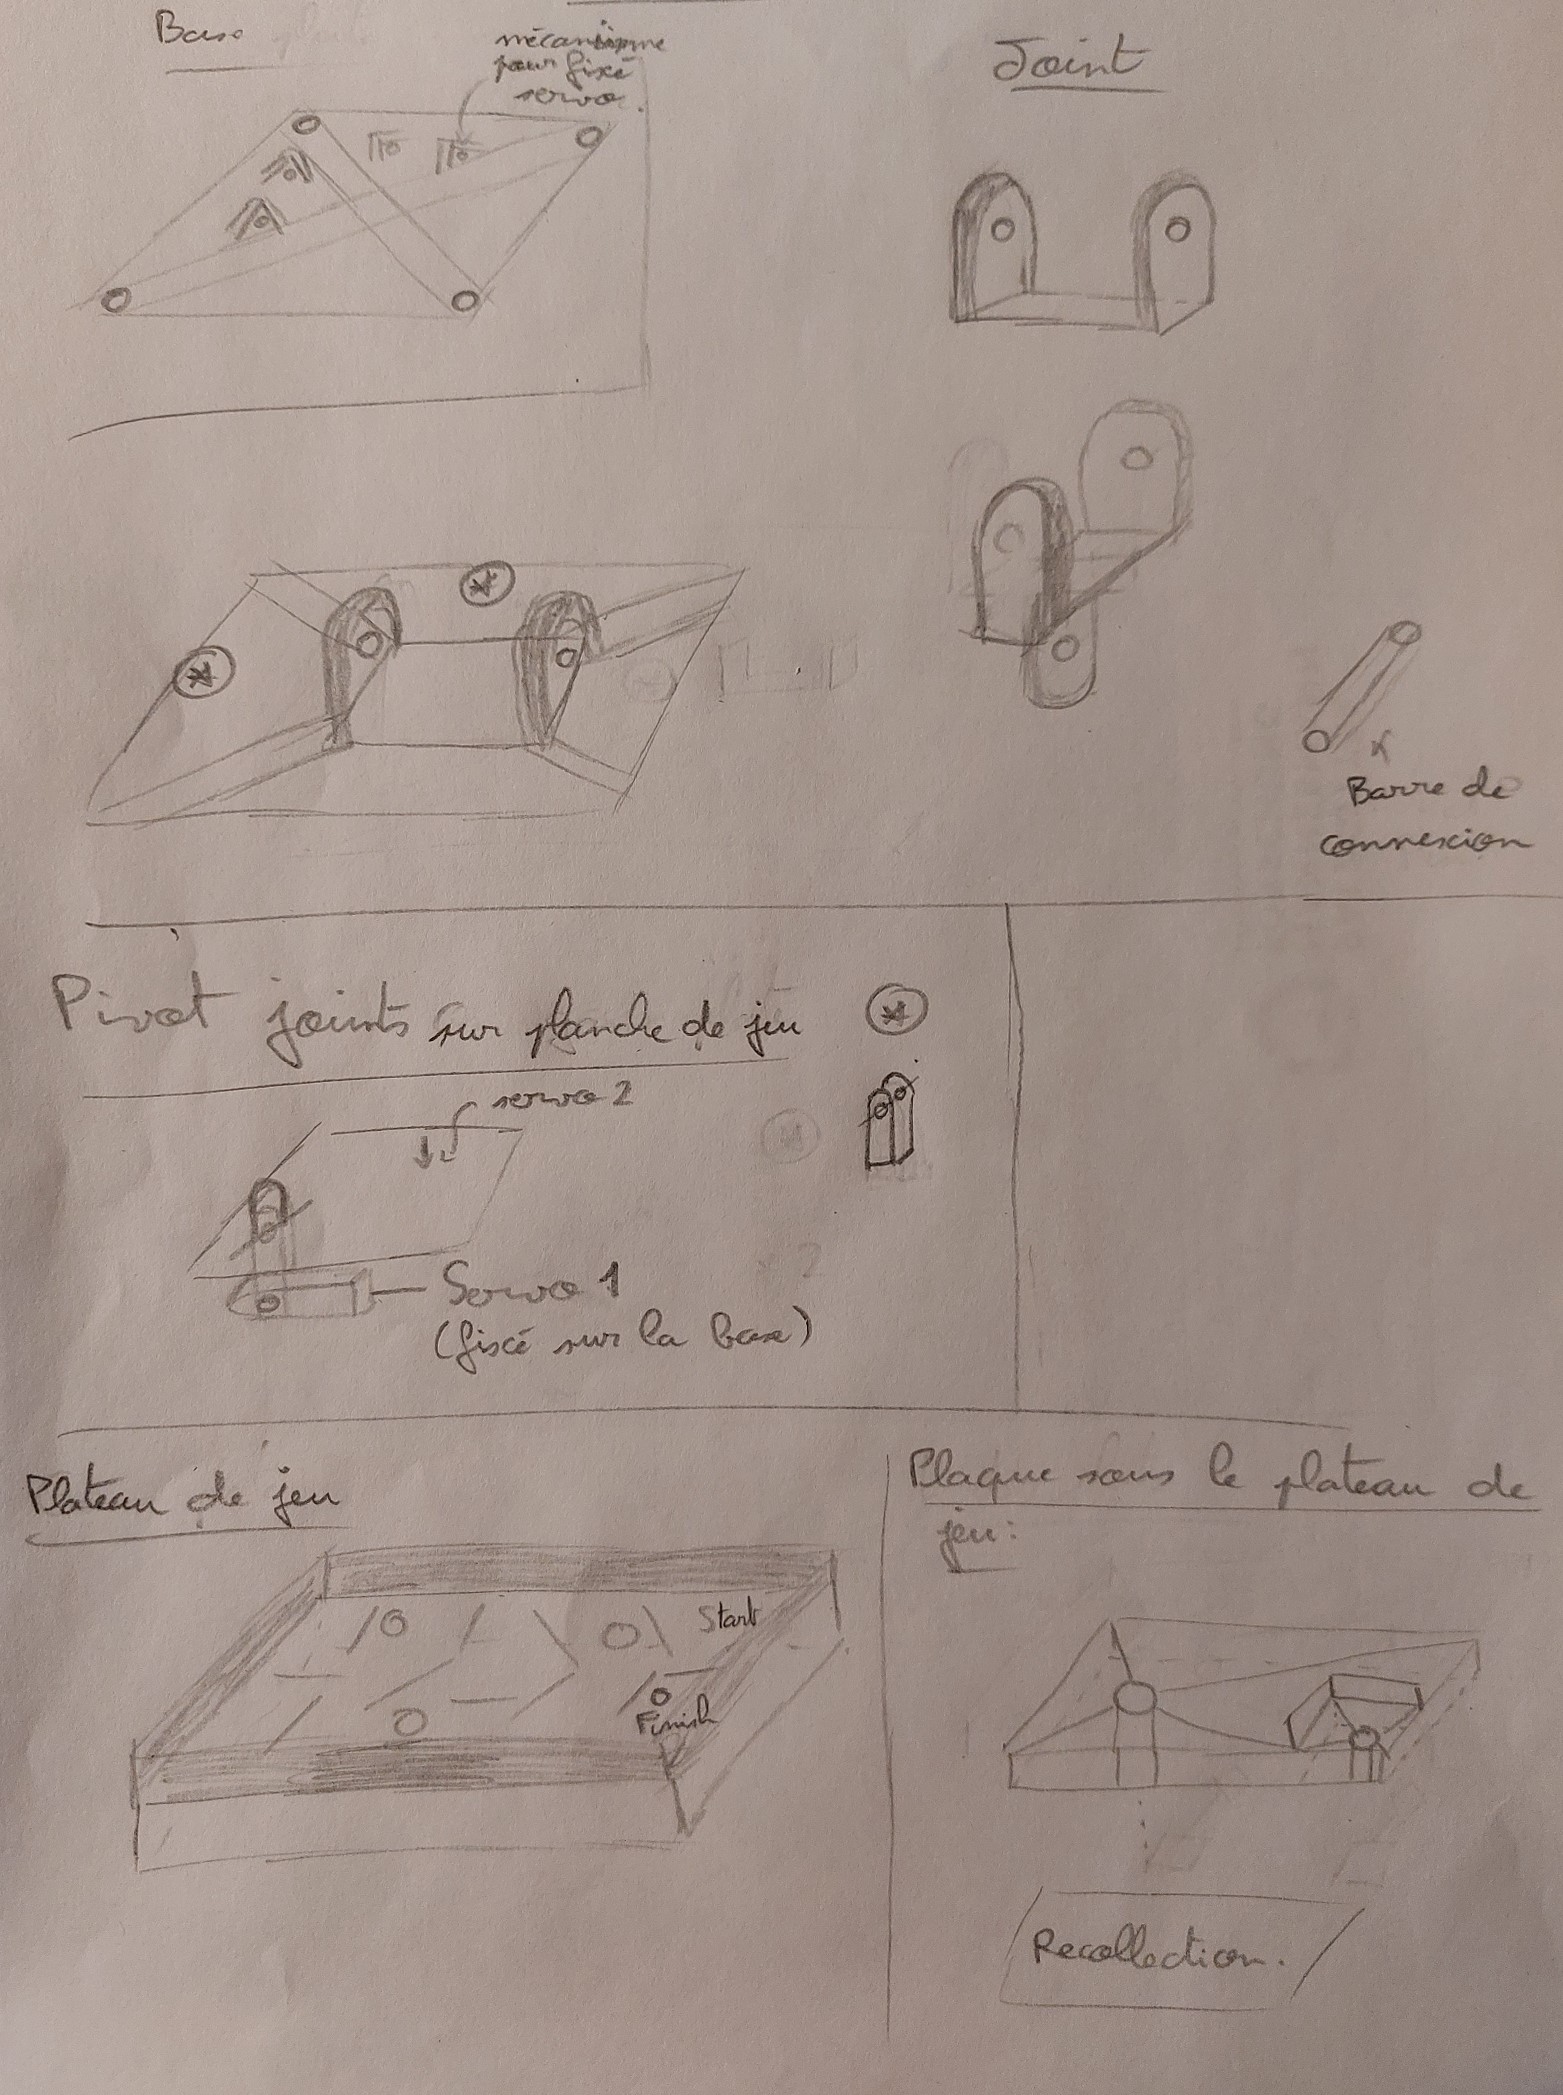 Base
mécanisme
pour fixé
servo.
Joint
Barre de
connexion
Pivot joints sur planche de jeu
servo 2
Servo 1
(fixé sur la base)
Plateau de jeu
Start
Finish
Plaque sous le plateau de
jeu:
Recollection.